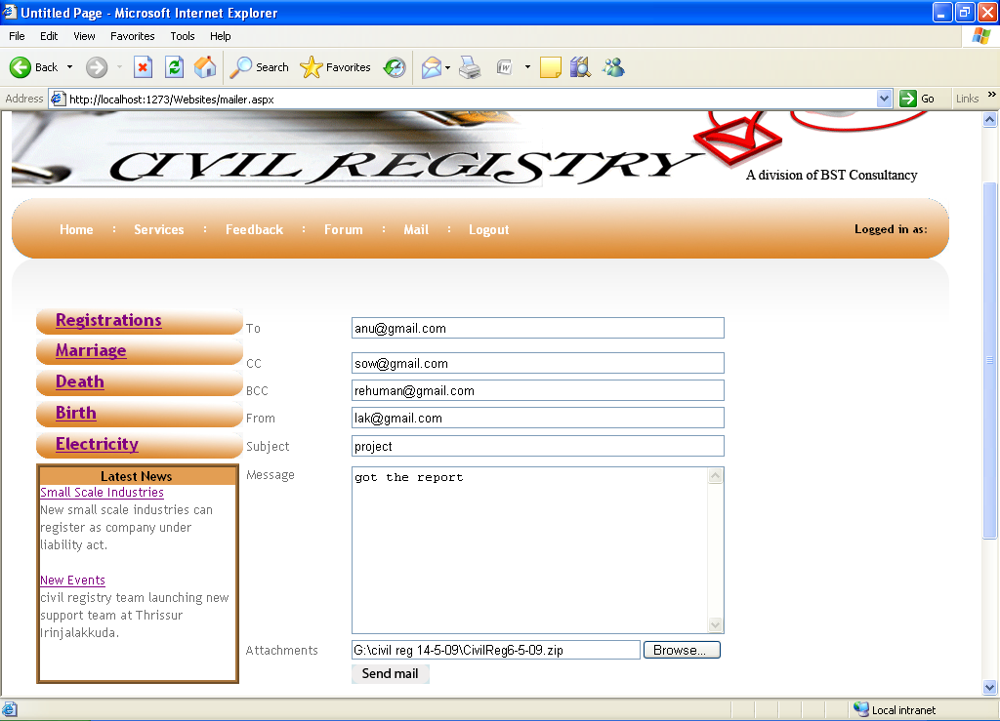 Untitled Page - Microsoft Internet Explorer
File Edit View Favorites Tools Help
Back Search Favorites W
Address http://localhost:1273/Websites/mailer.aspx Go Links »
CIVIL REGISTRY
A division of BST Consultancy
Home : Services : Feedback : Forum : Mail : Logout Logged in as:
Registrations
Marriage
Death
Birth
Electricity
Latest News
Small Scale Industries
New small scale industries can
register as company under
liability act.
New Events
civil registry team launching new
support team at Thrissur
Irinjalakkuda.
To anu@gmail.com
CC sow@gmail.com
BCC rehuman@gmail.com
From lak@gmail.com
Subject project
Message got the report
Attachments G:\civil reg 14-5-09\CivilReg6-5-09.zip Browse...
Send mail
Local intranet